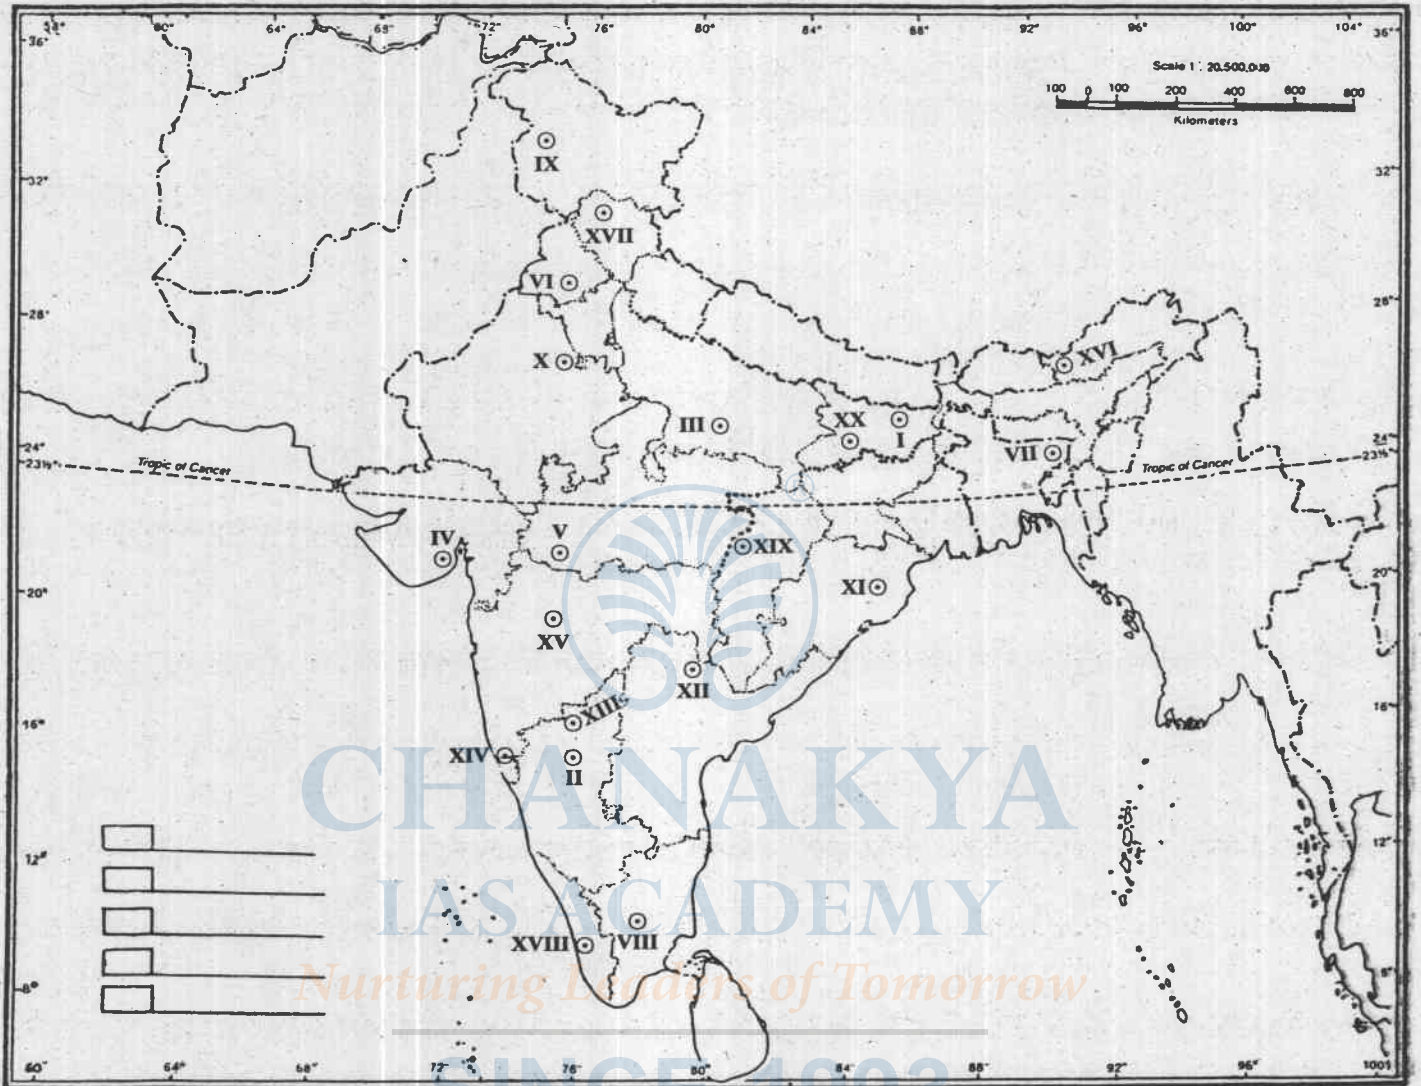 60° 64° 68° 72° 76° 80° 84° 88° 92° 96° 100° 104°
36° 36°
Scale 1 : 20,500,000
100 0 100 200 400 600 800
Kilometers
IX
32° 32°
XVII
VI
28° 28°
X
XVI
III
XX
I
VII
24° 24°
23½° 23½°
Tropic of Cancer
Tropic of Cancer
IV
V
XIX
XI
20° 20°
XV
XII
XIII
16° 16°
XIV
II
CHANAKYA
12° 12°
IAS ACADEMY
XVIII
VIII
8° 8°
Nurturing Leaders of Tomorrow
60° 64° 68° 72° 76° 80° 84° 88° 92° 96° 100°
SINCE 1993